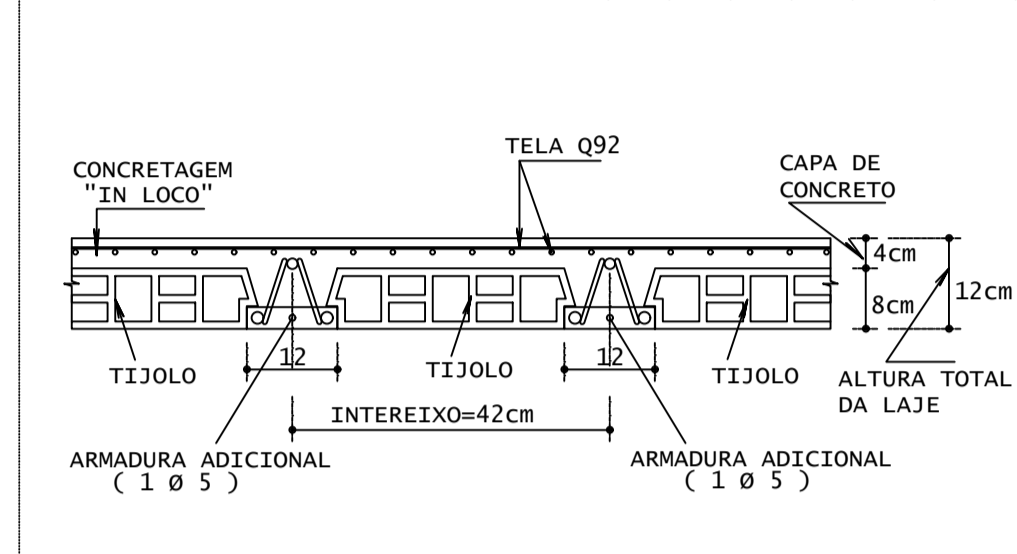 TELA Q92
CONCRETAGEM
"IN LOCO"
CAPA DE
CONCRETO
4cm
8cm
12cm
12
12
TIJOLO
TIJOLO
TIJOLO
ALTURA TOTAL
DA LAJE
INTEREIXO=42cm
ARMADURA ADICIONAL
( 1 Ø 5 )
ARMADURA ADICIONAL
( 1 Ø 5 )